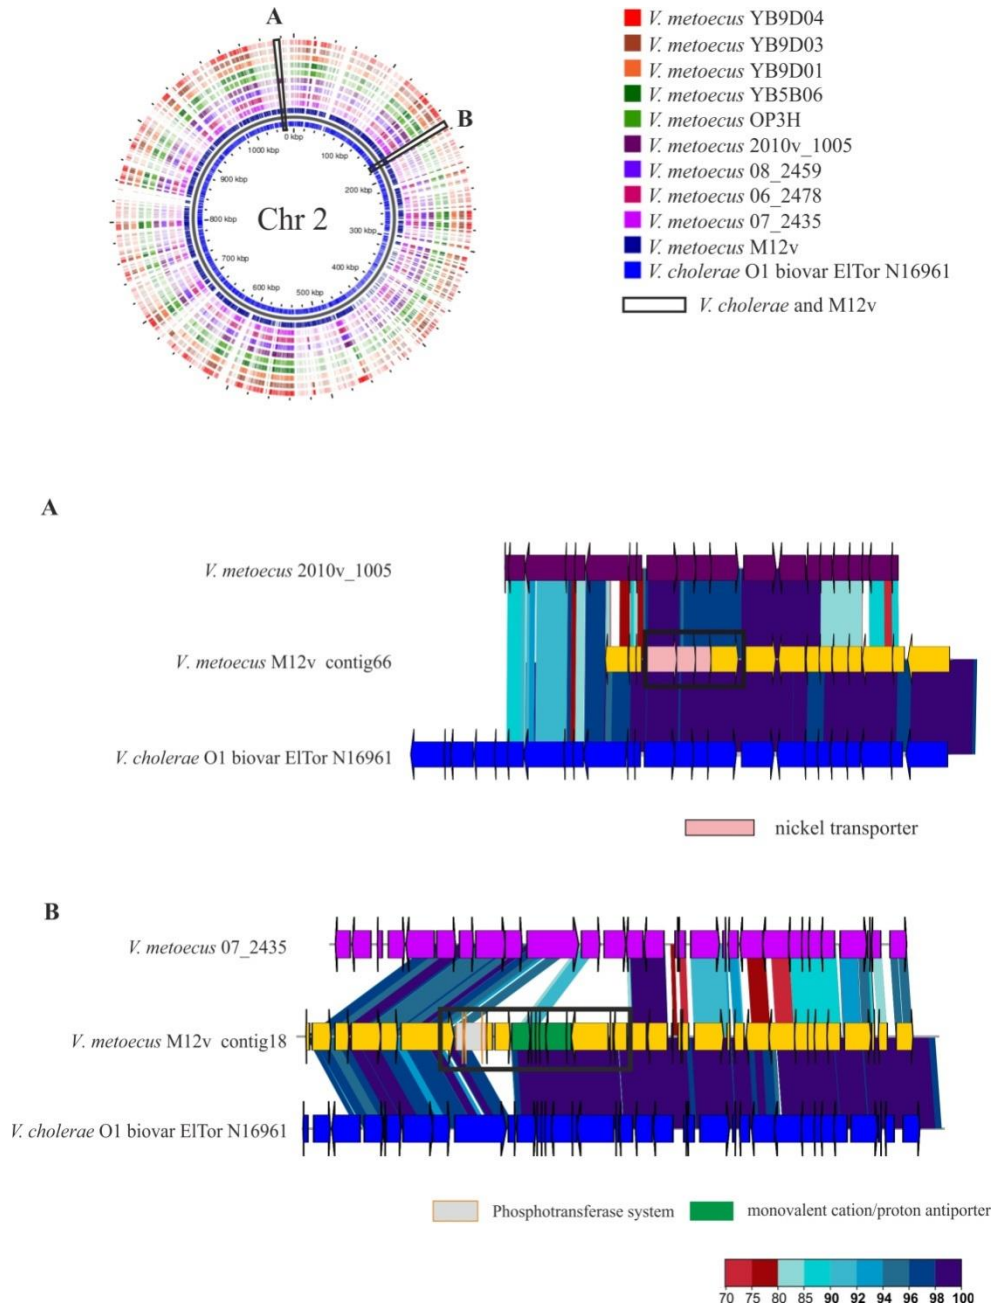 A
B
0 kbp
100 kbp
200 kbp
300 kbp
400 kbp
500 kbp
600 kbp
700 kbp
800 kbp
900 kbp
1000 kbp
Chr 2
V. metoecus YB9D04
V. metoecus YB9D03
V. metoecus YB9D01
V. metoecus YB5B06
V. metoecus OP3H
V. metoecus 2010v_1005
V. metoecus 08_2459
V. metoecus 06_2478
V. metoecus 07_2435
V. metoecus M12v
V. cholerae O1 biovar ElTor N16961
V. cholerae and M12v
A
V. metoecus 2010v_1005
V. metoecus M12v contig66
V. cholerae O1 biovar ElTor N16961
nickel transporter
B
V. metoecus 07_2435
V. metoecus M12v contig18
V. cholerae O1 biovar ElTor N16961
Phosphotransferase system
monovalent cation/proton antiporter
70 75 80 85 90 92 94 96 98 100